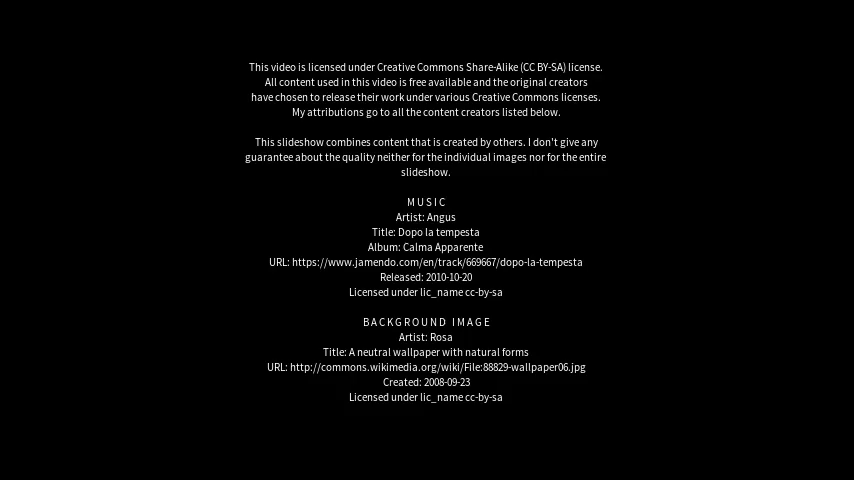 This video is licensed under Creative Commons Share-Alike (CC BY-SA) license.
All content used in this video is free available and the original creators
have chosen to release their work under various Creative Commons licenses.
My attributions go to all the content creators listed below.
This slideshow combines content that is created by others. I don't give any
guarantee about the quality neither for the individual images nor for the entire
slideshow.
MUSIC
Artist: Angus
Title: Dopo la tempesta
Album: Calma Apparente
URL: https://www.jamendo.com/en/track/669667/dopo-la-tempesta
Released: 2010-10-20
Licensed under lic_name cc-by-sa
BACKGROUND IMAGE
Artist: Rosa
Title: A neutral wallpaper with natural forms
URL: http://commons.wikimedia.org/wiki/File:88829-wallpaper06.jpg
Created: 2008-09-23
Licensed under lic_name cc-by-sa